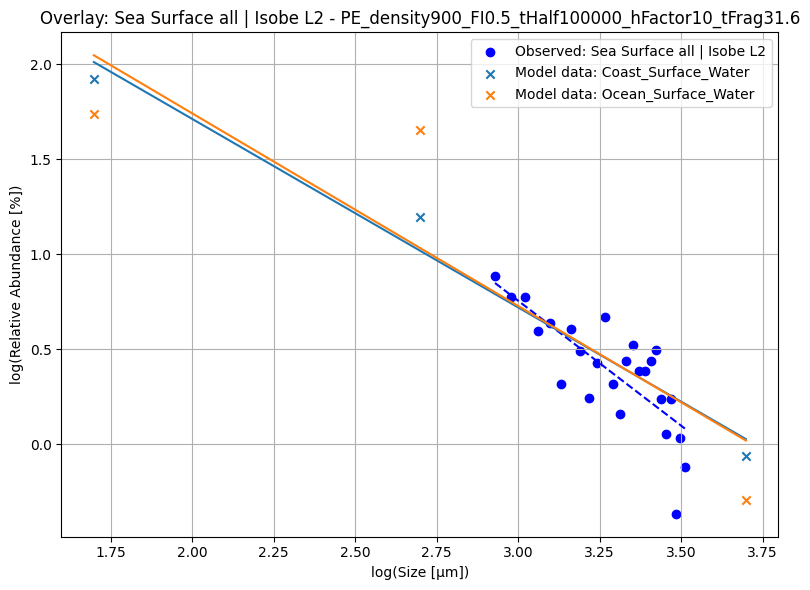 Overlay: Sea Surface all | Isobe L2 - PE_density900_FI0.5_tHalf100000_hFactor10_tFrag31.6
Observed: Sea Surface all | Isobe L2
Model data: Coast_Surface_Water
Model data: Ocean_Surface_Water
log(Relative Abundance [%])
2.0
1.5
1.0
0.5
0.0
1.75 2.00 2.25 2.50 2.75 3.00 3.25 3.50 3.75
log(Size [μm])